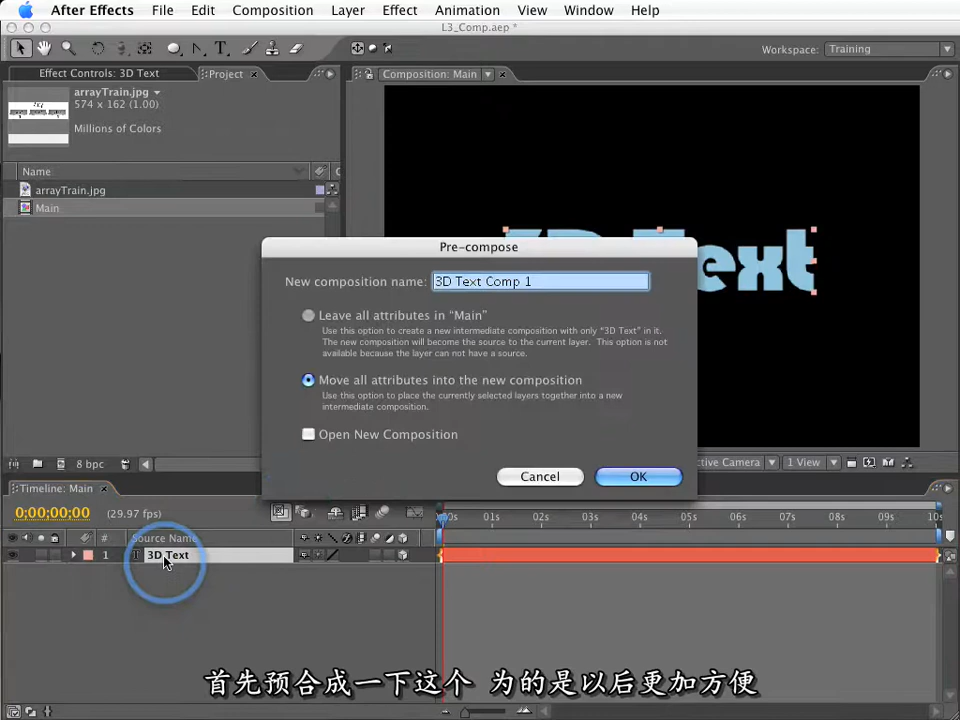 After Effects File Edit Composition Layer Effect Animation View Window Help
L3_Comp.aep *
Workspace: Training
Effect Controls: 3D Text Project
Composition: Main
arrayTrain.jpg
574 x 162 (1.00)
Millions of Colors
Name
arrayTrain.jpg
Main
3D Text
Pre-compose
New composition name: 3D Text Comp 1
Leave all attributes in “Main”
Use this option to create a new intermediate composition with only “3D Text” in it.
The new composition will become the source to the current layer. This option is not
available because the layer can not have a source.
Move all attributes into the new composition
Use this option to place the currently selected layers together into a new
intermediate composition.
Open New Composition
Cancel OK
8 bpc
ctive Camera 1 View
Timeline: Main
0;00;00;00 (29.97 fps)
# Source Name
01s 02s 03s 04s 05s 06s 07s 08s 09s 10s
1 T 3D Text
首先预合成一下这个 为的是以后更加方便